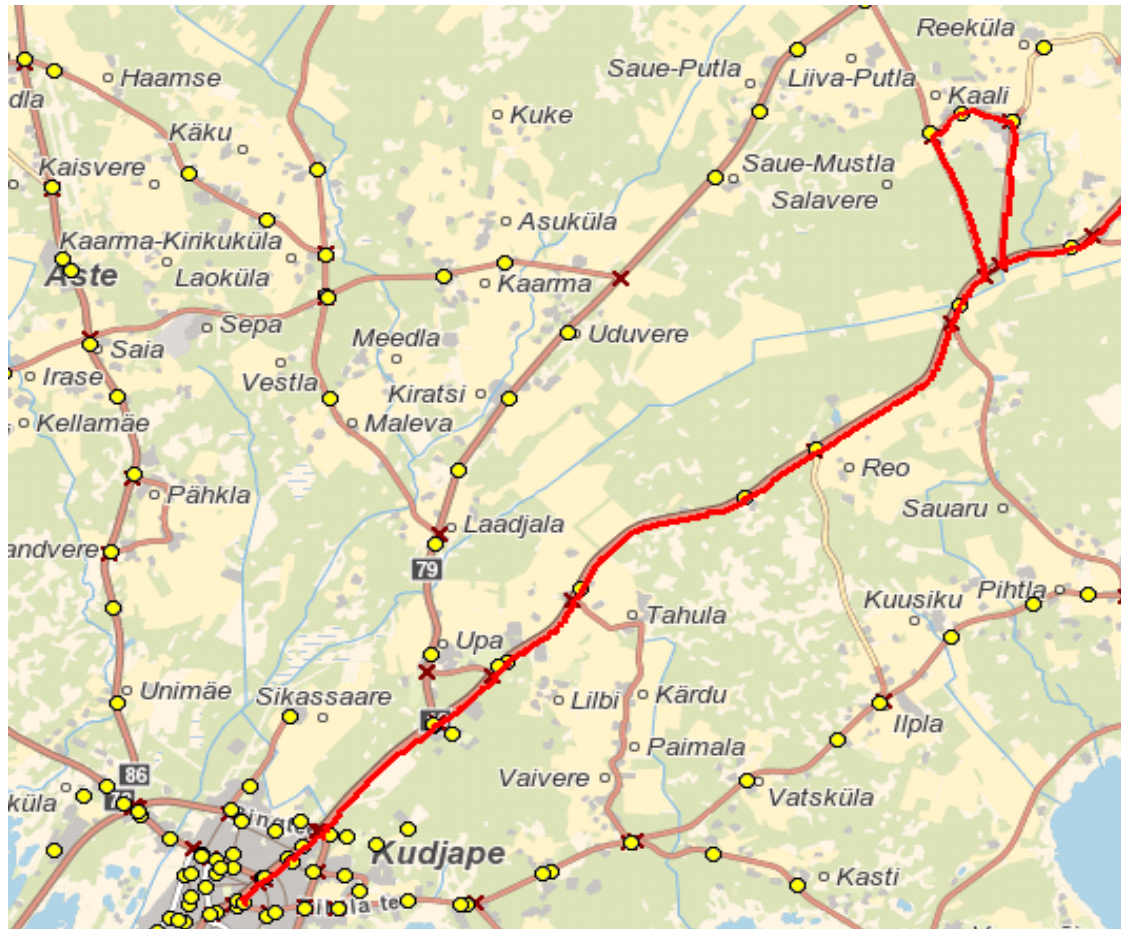 Reeküla
Liiva-Putla
Saue-Putla
Haamse
dla
Kaali
Kuke
Käku
Kaisvere
Saue-Mustla
Salavere
Asuküla
Kaarma-Kirikuküla
Laoküla
Aste
Kaarma
Sepa
Uduvere
Meedla
Saia
Vestla
Irase
Kiratsi
Kellamäe
Maleva
Reo
Pähkla
Sauaru
Laadjala
andvere
79
Pihtla
Kuusiku
Tahula
Upa
Unimäe
Sikassaare
Lilbi
Kärdu
Ilpla
Paimala
86
Vaivere
Vatsküla
küla
Kudjape
Kasti